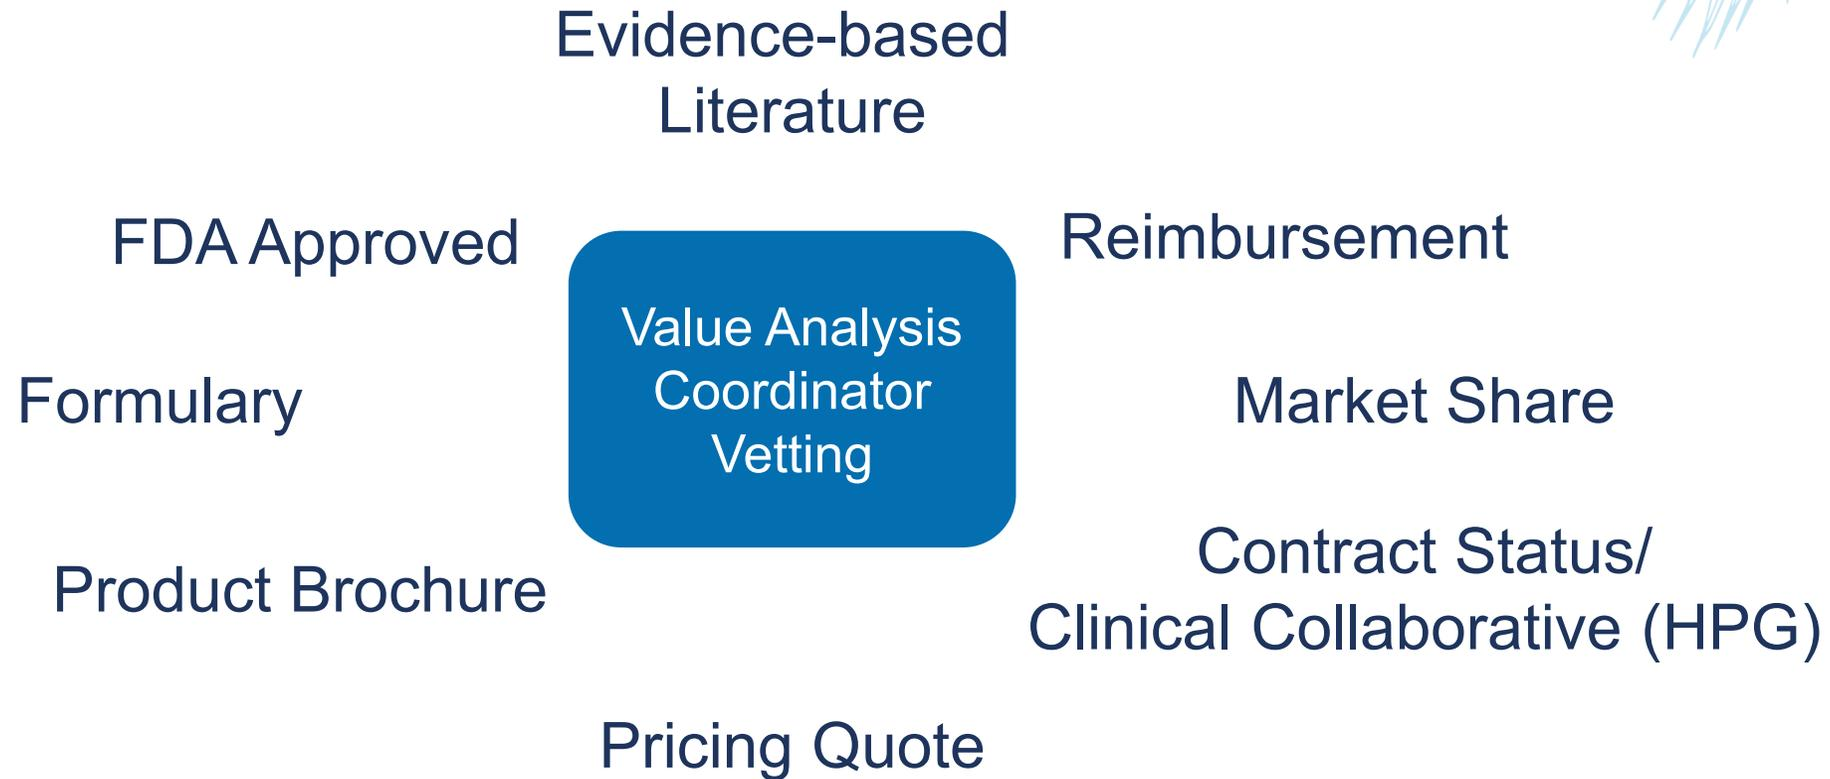 Evidence-based
Literature
FDA Approved
Reimbursement
Value Analysis
Coordinator
Vetting
Formulary
Market Share
Product Brochure
Contract Status/
Clinical Collaborative (HPG)
Pricing Quote